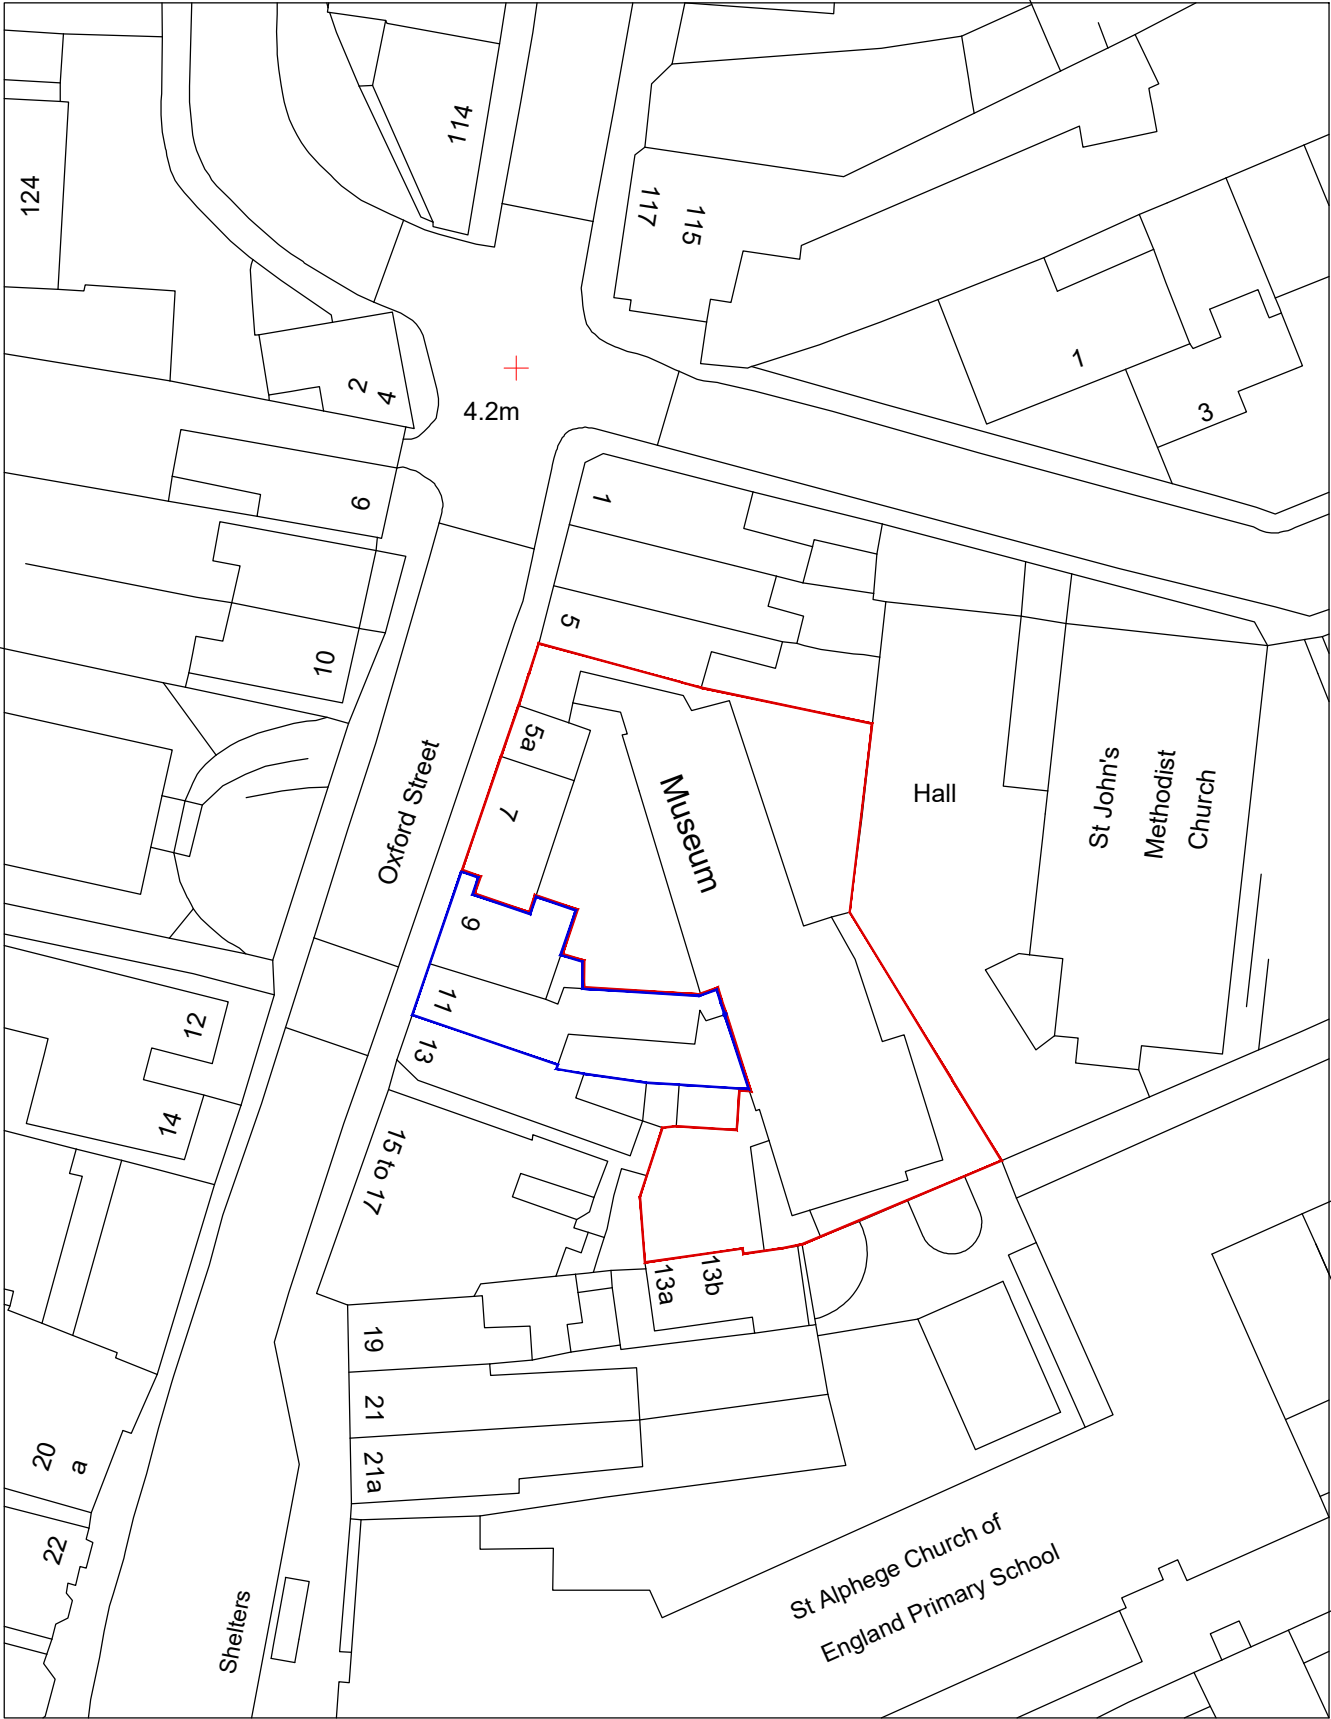 114
124
117
115
1
3
2
4
4.2m
6
1
5
10
5a
7
Oxford Street
Museum
Hall
St John's
Methodist
Church
9
11
13
12
14
15 to 17
13a
13b
19
21
21a
20
a
22
Shelters
St Alphege Church of
England Primary School